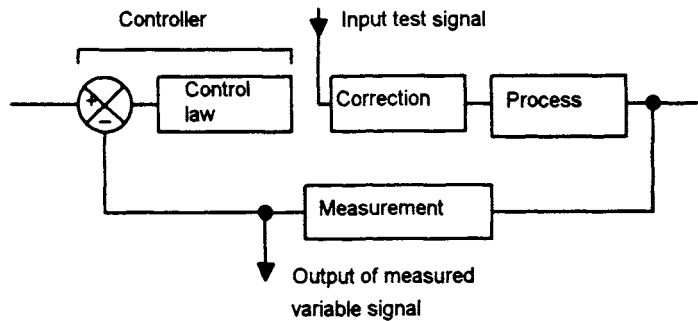 Controller
Input test signal
+
−
Control
law
Correction
Process
Measurement
Output of measured
variable signal